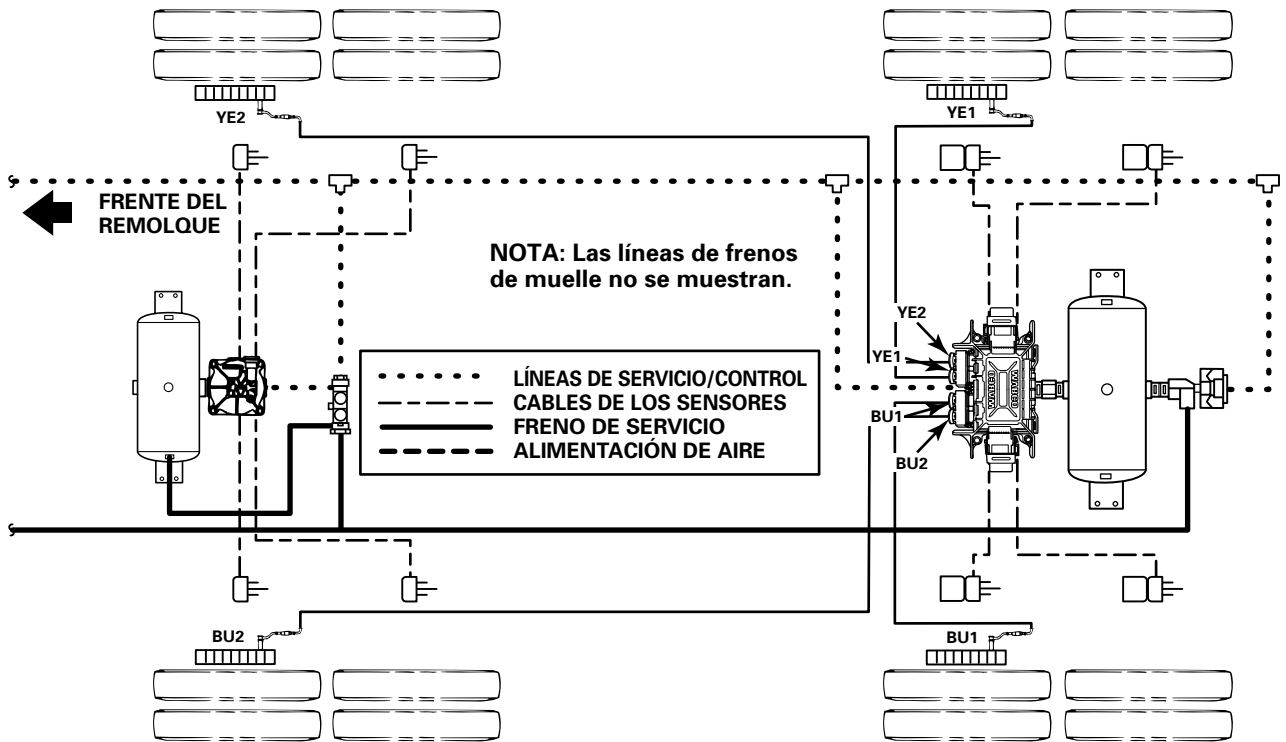 YE2
YE1
FRENTE DEL
REMOLQUE
NOTA: Las líneas de frenos
de muelle no se muestran.
YE2
YE1
BU1
BU2
WABCO
LÍNEAS DE SERVICIO/CONTROL
CABLES DE LOS SENSORES
FRENO DE SERVICIO
ALIMENTACIÓN DE AIRE
BU2
BU1